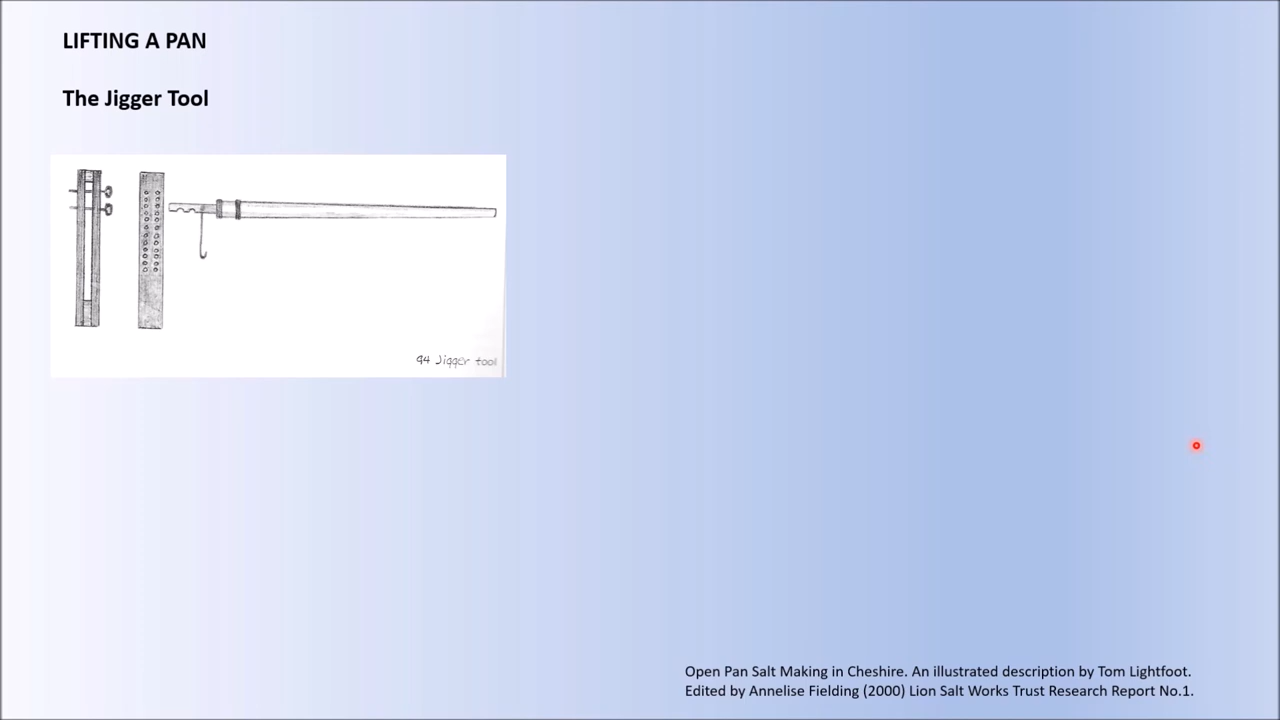 LIFTING A PAN
The Jigger Tool
94 Jigger tool
Open Pan Salt Making in Cheshire. An illustrated description by Tom Lightfoot.
Edited by Annelise Fielding (2000) Lion Salt Works Trust Research Report No.1.